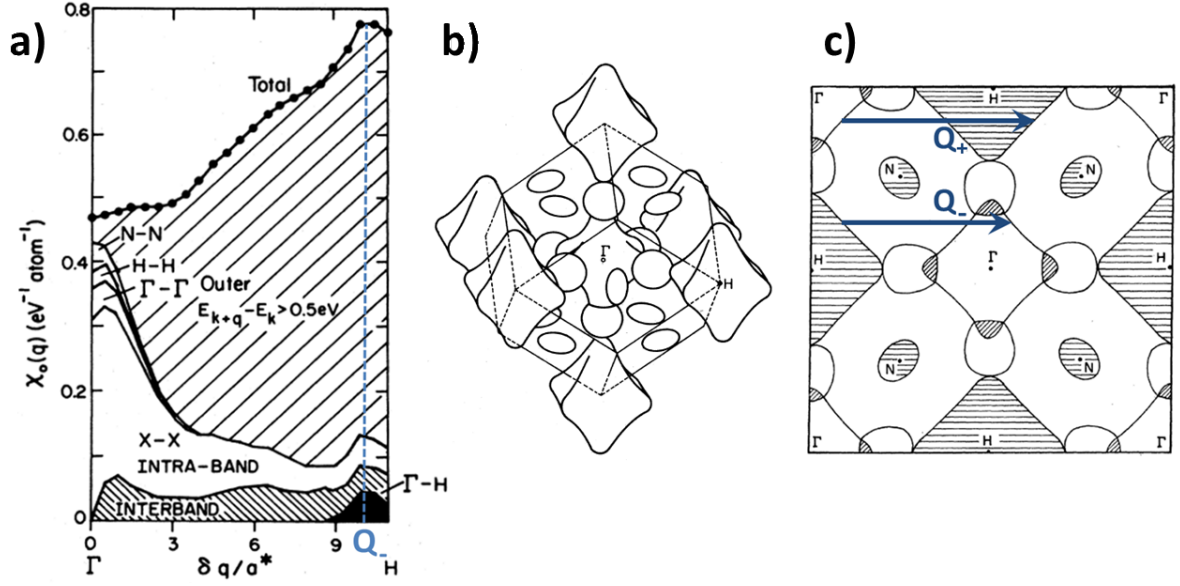 a)
0.8
0.6
0.4
0.2
0
χₒ(q) (eV⁻¹ atom⁻¹)
Total
N–N
H–H
Γ–Γ
Outer
E k+q –E k > 0.5eV
X–X
INTRA-BAND
INTERBAND
Γ–H
0 3 6 9 Q-
Γ δq/a* H
b)
Γ
H
c)
Γ H Γ
Q+
N N
Q-
H Γ H
N N
Γ H Γ